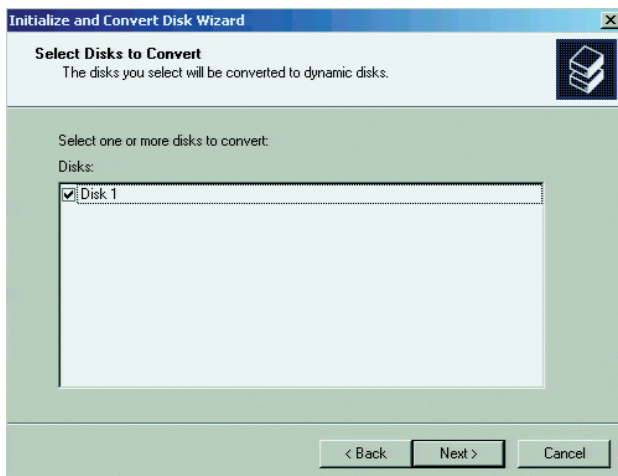 Initialize and Convert Disk Wizard
Select Disks to Convert
The disks you select will be converted to dynamic disks.
Select one or more disks to convert:
Disks:
Disk 1
< Back
Next >
Cancel